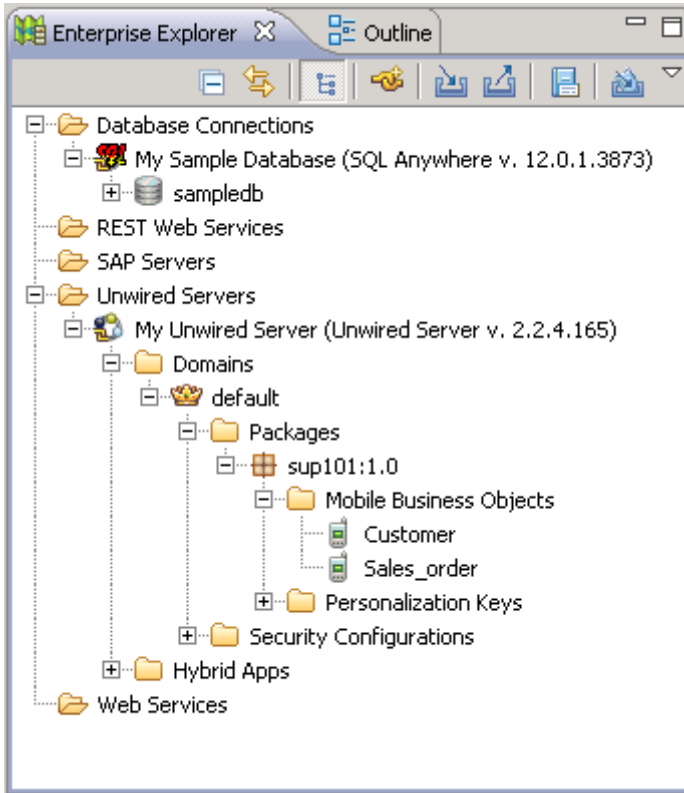 Enterprise Explorer Outline
Database Connections
My Sample Database (SQL Anywhere v. 12.0.1.3873)
sampledb
REST Web Services
SAP Servers
Unwired Servers
My Unwired Server (Unwired Server v. 2.2.4.165)
Domains
default
Packages
sup101:1.0
Mobile Business Objects
Customer
Sales_order
Personalization Keys
Security Configurations
Hybrid Apps
Web Services